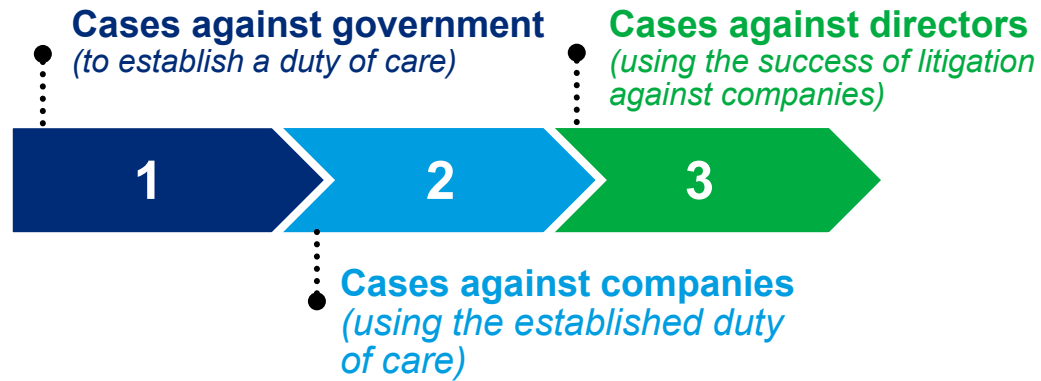 Cases against government
(to establish a duty of care)
Cases against directors
(using the success of litigation
against companies)
1
2
3
Cases against companies
(using the established duty
of care)